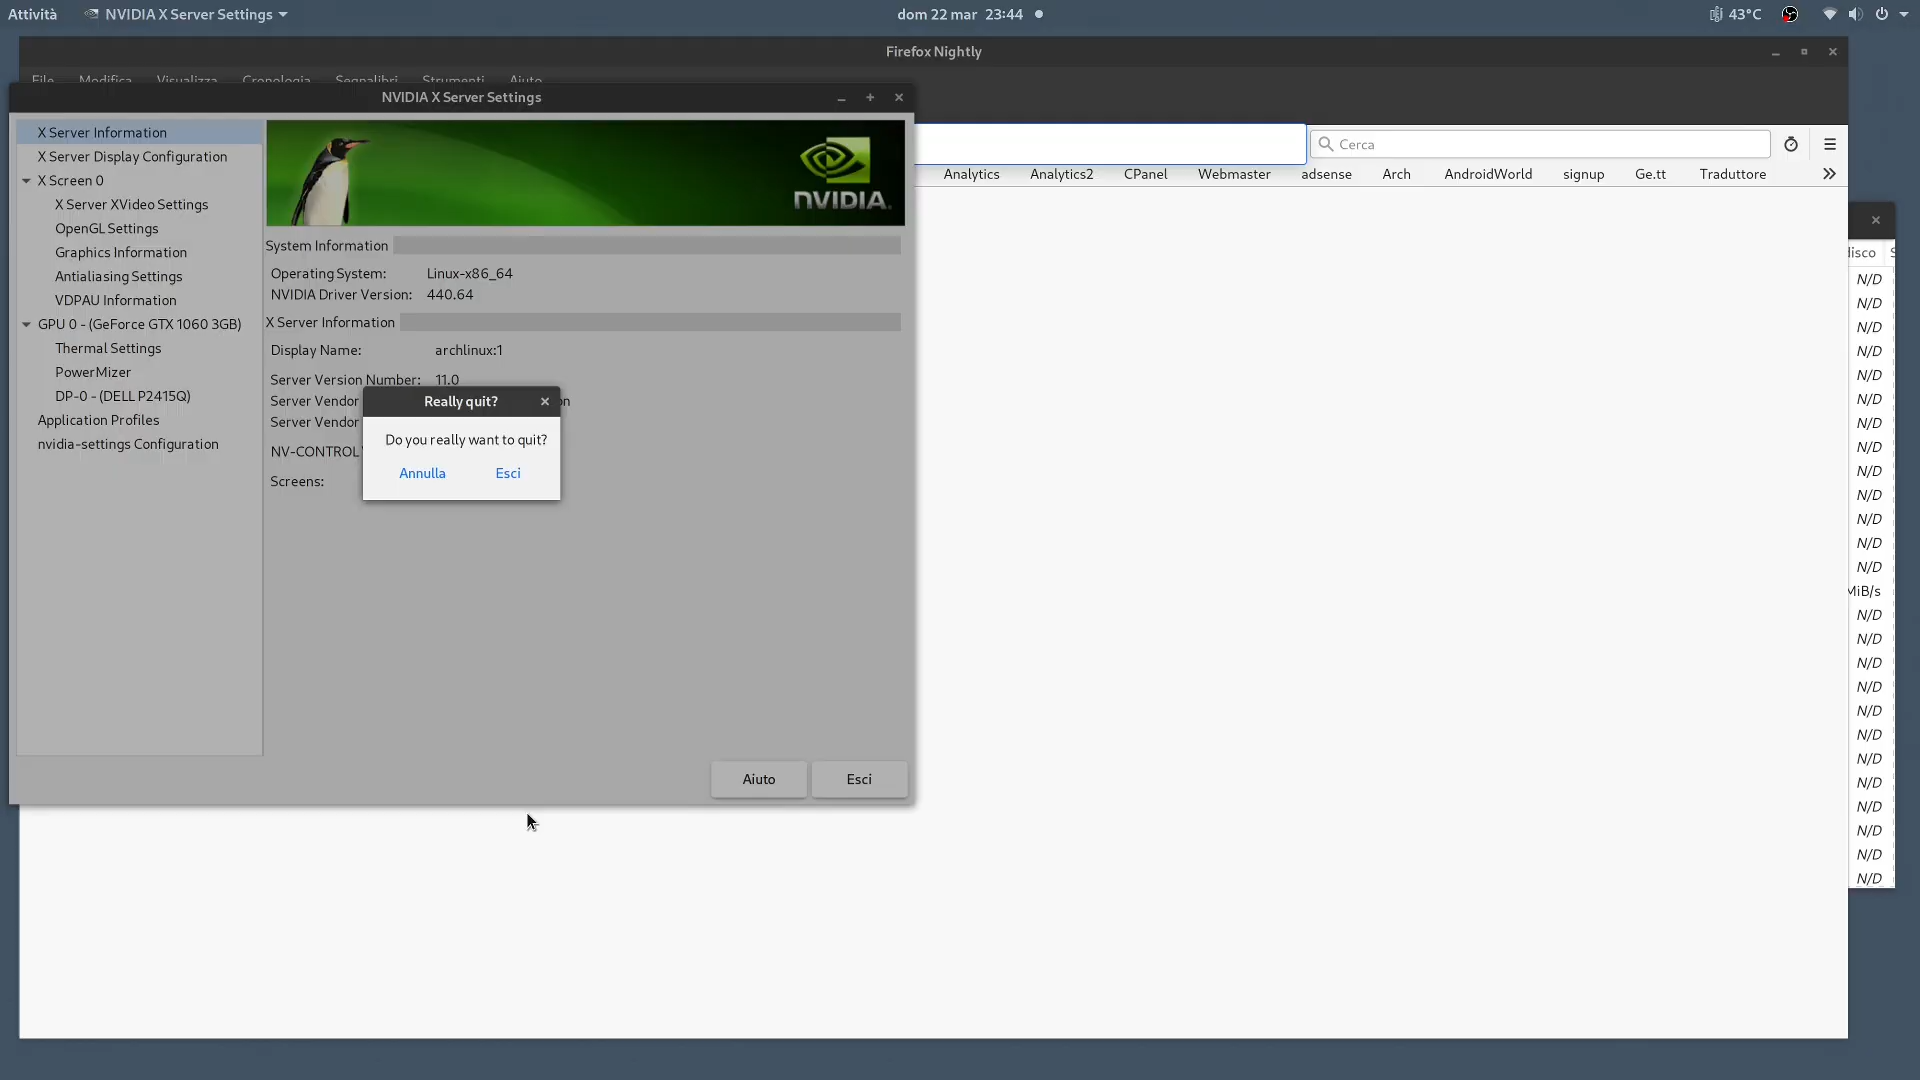 Attività
NVIDIA X Server Settings
dom 22 mar 23:44
43°C
Firefox Nightly
File Modifica Visualizza Cronologia Segnalibri Strumenti Aiuto
NVIDIA X Server Settings
X Server Information
X Server Display Configuration
X Screen 0
X Server XVideo Settings
OpenGL Settings
Graphics Information
Antialiasing Settings
VDPAU Information
GPU 0 - (GeForce GTX 1060 3GB)
Thermal Settings
PowerMizer
DP-0 - (DELL P2415Q)
Application Profiles
nvidia-settings Configuration
NVIDIA.
System Information
Operating System: Linux-x86_64
NVIDIA Driver Version: 440.64
X Server Information
Display Name: archlinux:1
Server Version Number: 11.0
Server Vendor
on
Server Vendor
NV-CONTROL
Screens:
Really quit?
Do you really want to quit?
Annulla Esci
Aiuto Esci
Cerca
Analytics Analytics2 CPanel Webmaster adsense Arch AndroidWorld signup Ge.tt Traduttore
disco S
N/D
N/D
N/D
N/D
N/D
N/D
N/D
N/D
N/D
N/D
N/D
N/D
N/D
MiB/s
N/D
N/D
N/D
N/D
N/D
N/D
N/D
N/D
N/D
N/D
N/D
N/D